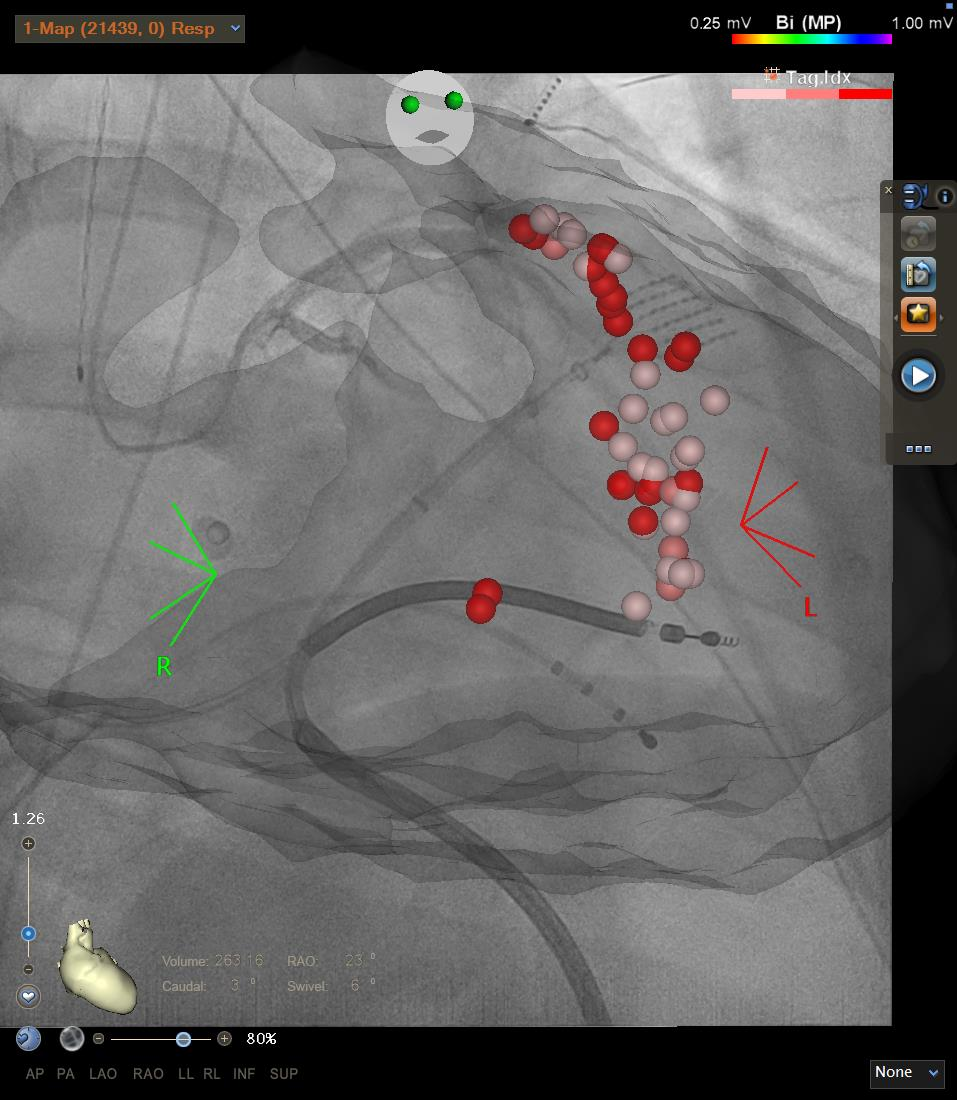 1-Map (21439, 0) Resp
0.25 mV Bi (MP) 1.00 mV
Tag.Idx
R
L
1.26
Volume: 263.16 RAO: 23 °
Caudal: 3 ° Swivel: 6 °
80%
AP PA LAO RAO LL RL INF SUP
None